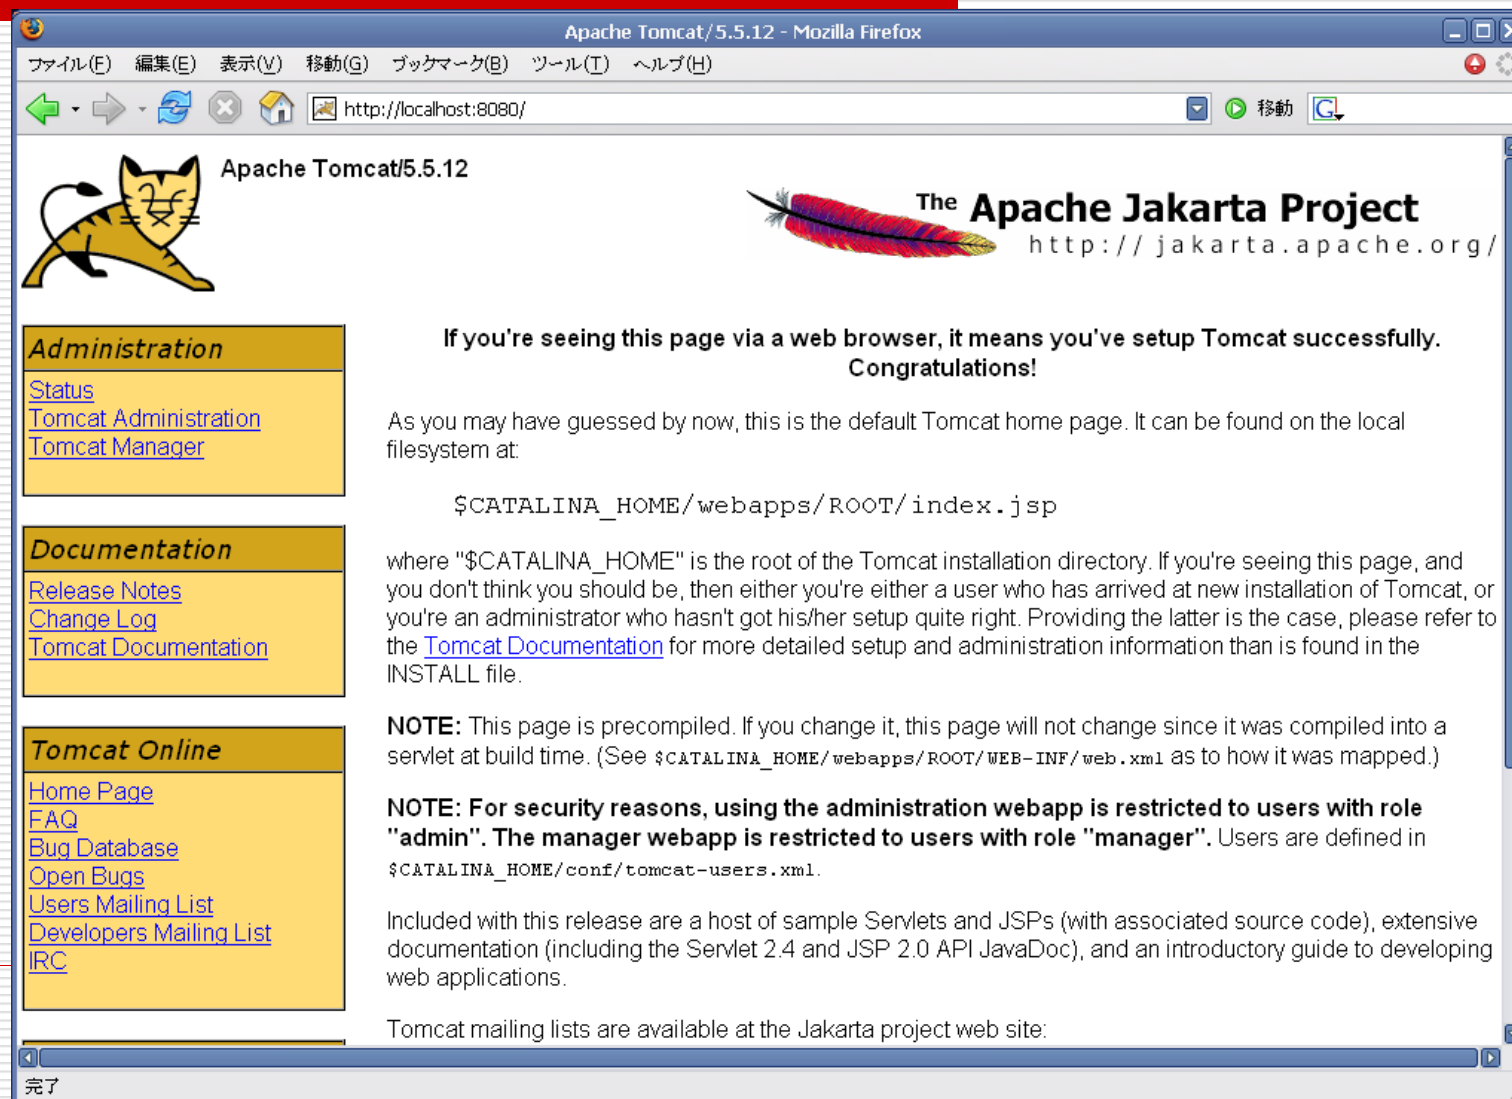 Apache Tomcat/5.5.12 - Mozilla Firefox
ファイル(F) 編集(E) 表示(V) 移動(G) ブックマーク(B) ツール(T) ヘルプ(H)
http://localhost:8080/ 移動 G
Apache Tomcat/5.5.12
The Apache Jakarta Project
http://jakarta.apache.org/
Administration
Status
Tomcat Administration
Tomcat Manager
Documentation
Release Notes
Change Log
Tomcat Documentation
Tomcat Online
Home Page
FAQ
Bug Database
Open Bugs
Users Mailing List
Developers Mailing List
IRC
If you're seeing this page via a web browser, it means you've setup Tomcat successfully.
Congratulations!
As you may have guessed by now, this is the default Tomcat home page. It can be found on the local
filesystem at:
$CATALINA_HOME/webapps/ROOT/index.jsp
where "$CATALINA_HOME" is the root of the Tomcat installation directory. If you're seeing this page, and
you don't think you should be, then either you're either a user who has arrived at new installation of Tomcat, or
you're an administrator who hasn't got his/her setup quite right. Providing the latter is the case, please refer to
the Tomcat Documentation for more detailed setup and administration information than is found in the
INSTALL file.
NOTE: This page is precompiled. If you change it, this page will not change since it was compiled into a
servlet at build time. (See $CATALINA_HOME/webapps/ROOT/WEB-INF/web.xml as to how it was mapped.)
NOTE: For security reasons, using the administration webapp is restricted to users with role
"admin". The manager webapp is restricted to users with role "manager". Users are defined in
$CATALINA_HOME/conf/tomcat-users.xml.
Included with this release are a host of sample Servlets and JSPs (with associated source code), extensive
documentation (including the Servlet 2.4 and JSP 2.0 API JavaDoc), and an introductory guide to developing
web applications.
Tomcat mailing lists are available at the Jakarta project web site:
完了